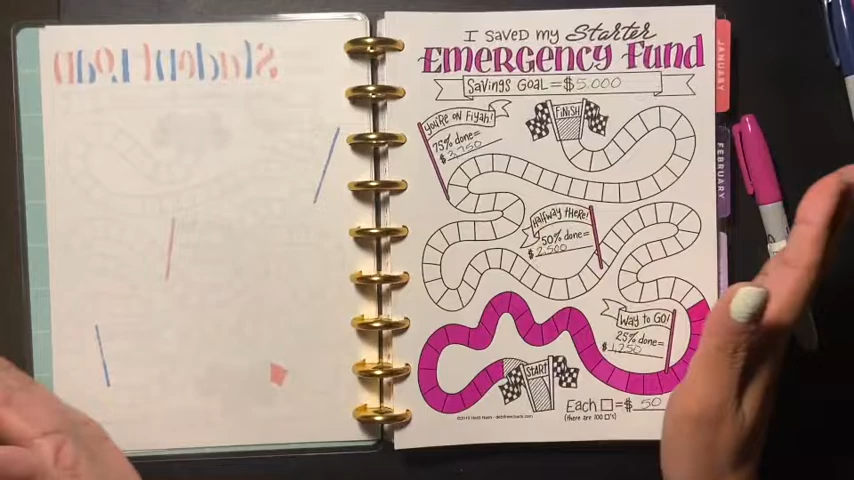 Student Loan
I SAVED MY Starter
EMERGENCY FUND
SAVINGS GOAL = $5,000
YOU'RE ON FIYAH!
75% done =
$3,750
FINISH
HALFWAY THERE!
50% done =
$2,500
WAY TO GO!
25% done =
$1,250
START
Each □ = $50
(there are 100 □'s)
JANUARY
FEBRUARY